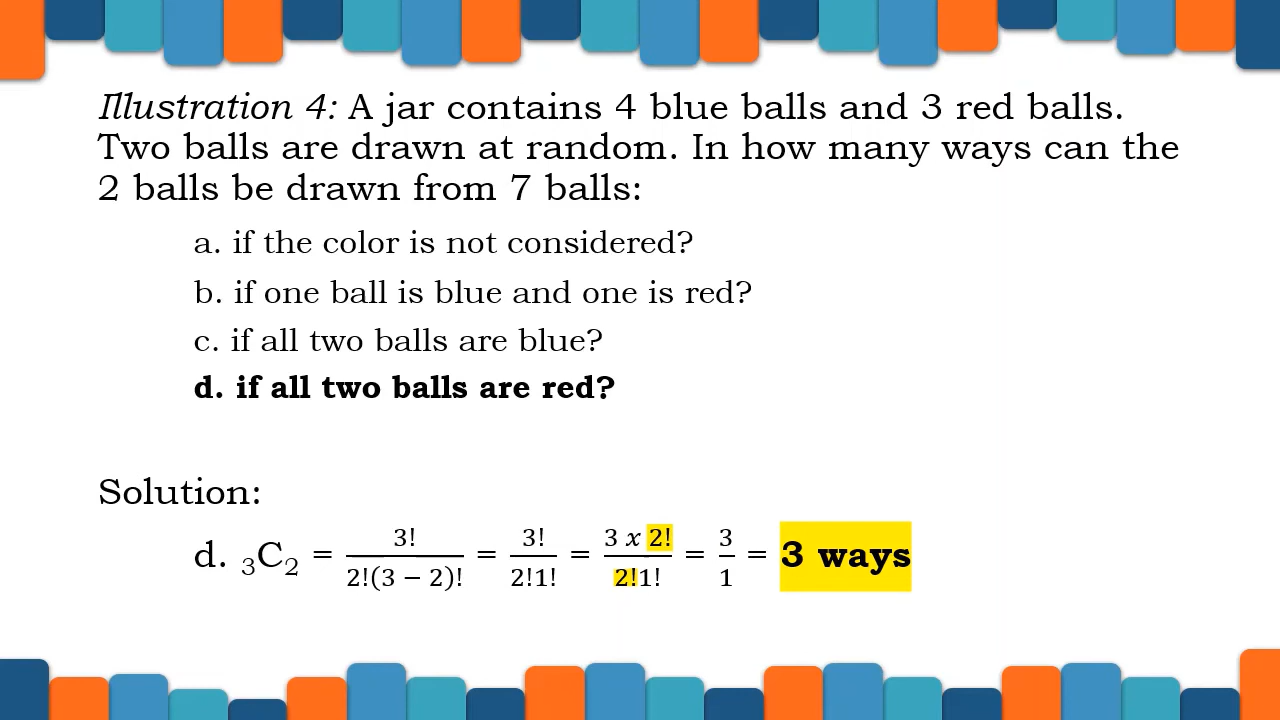 Illustration 4: A jar contains 4 blue balls and 3 red balls.
Two balls are drawn at random. In how many ways can the
2 balls be drawn from 7 balls:
a. if the color is not considered?
b. if one ball is blue and one is red?
c. if all two balls are blue?
d. if all two balls are red?
Solution:
d. ₃C₂ = 3!/2!(3 − 2)! = 3!/2!1! = 3 x 2!/2!1! = 3/1 = 3 ways